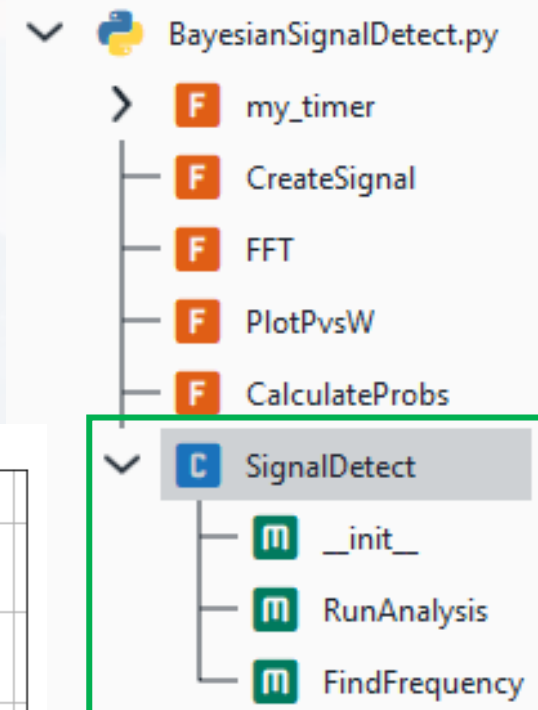 BayesianSignalDetect.py
F my_timer
F CreateSignal
F FFT
F PlotPvsW
F CalculateProbs
C SignalDetect
m __init__
m RunAnalysis
m FindFrequency